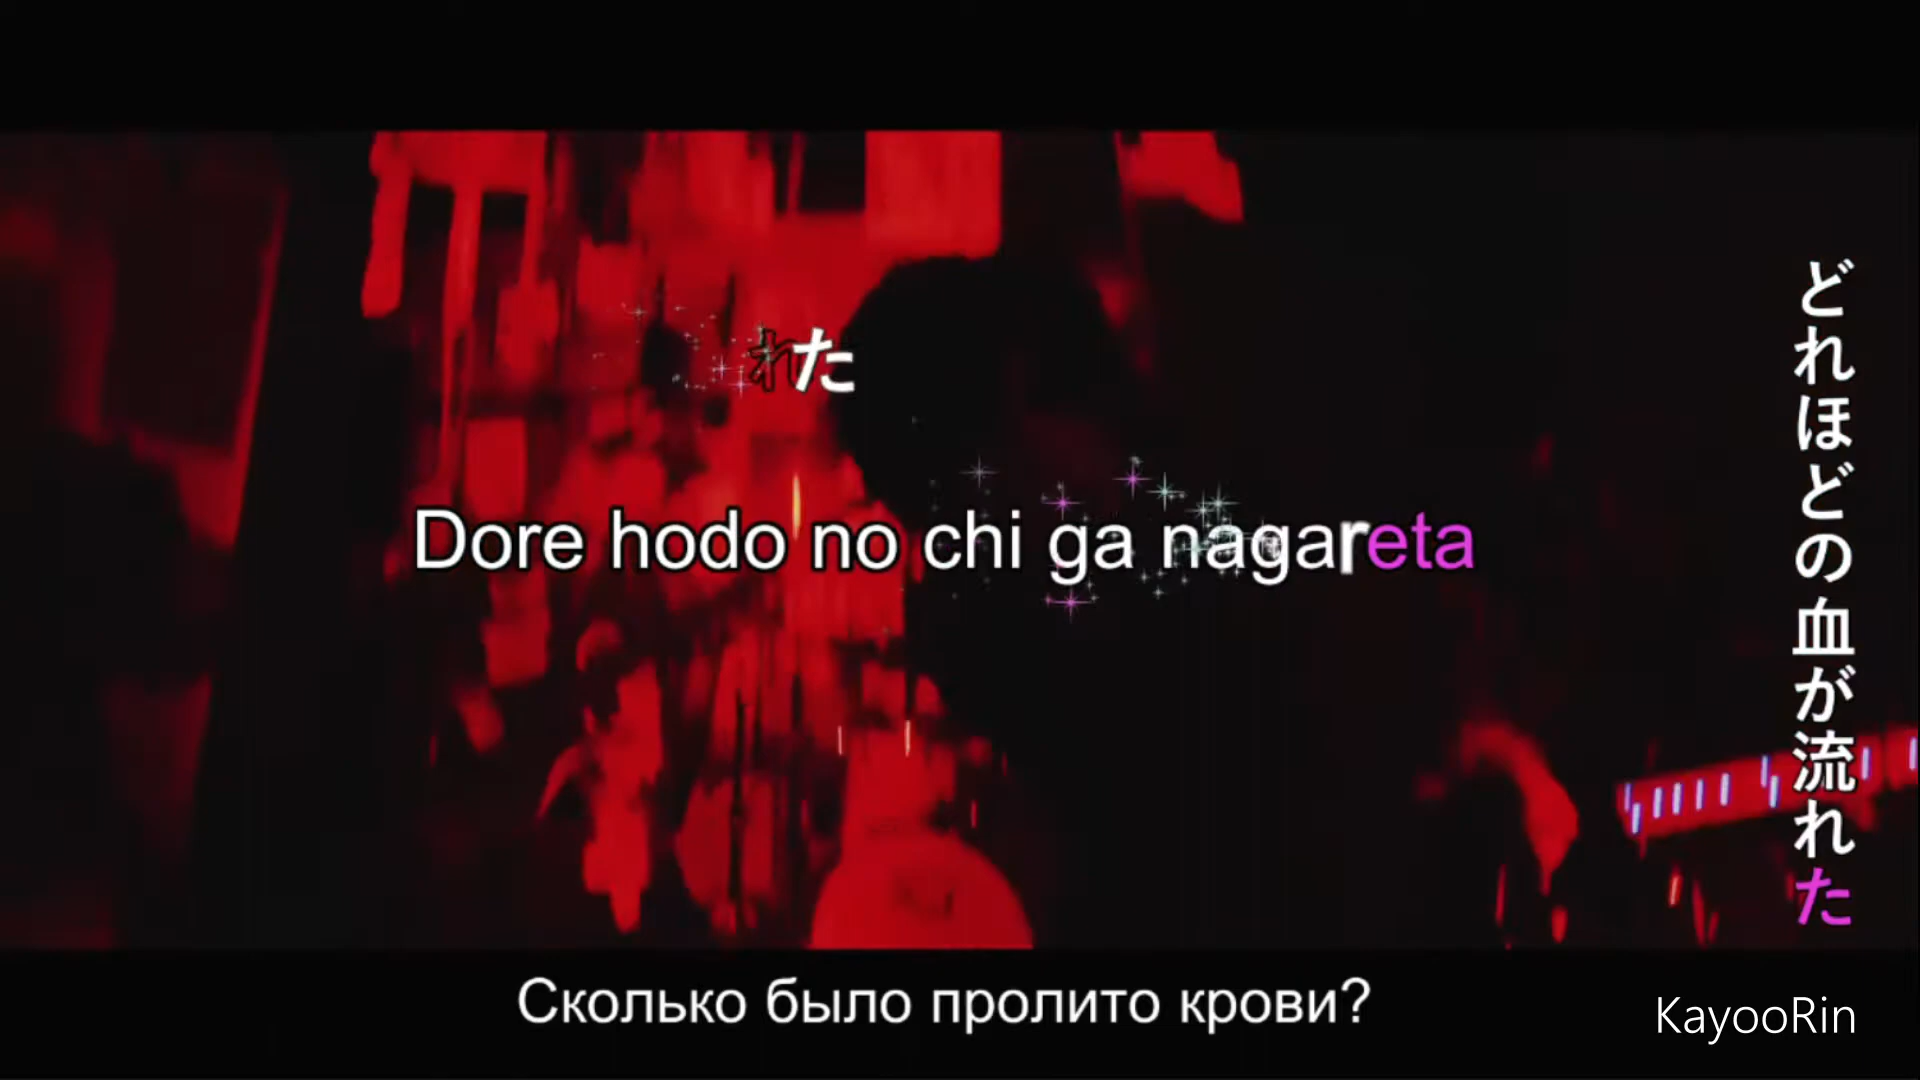 れた
Dore hodo no chi ga nagareta
どれほどの血が流れた
Сколько было пролито крови?
KayooRin